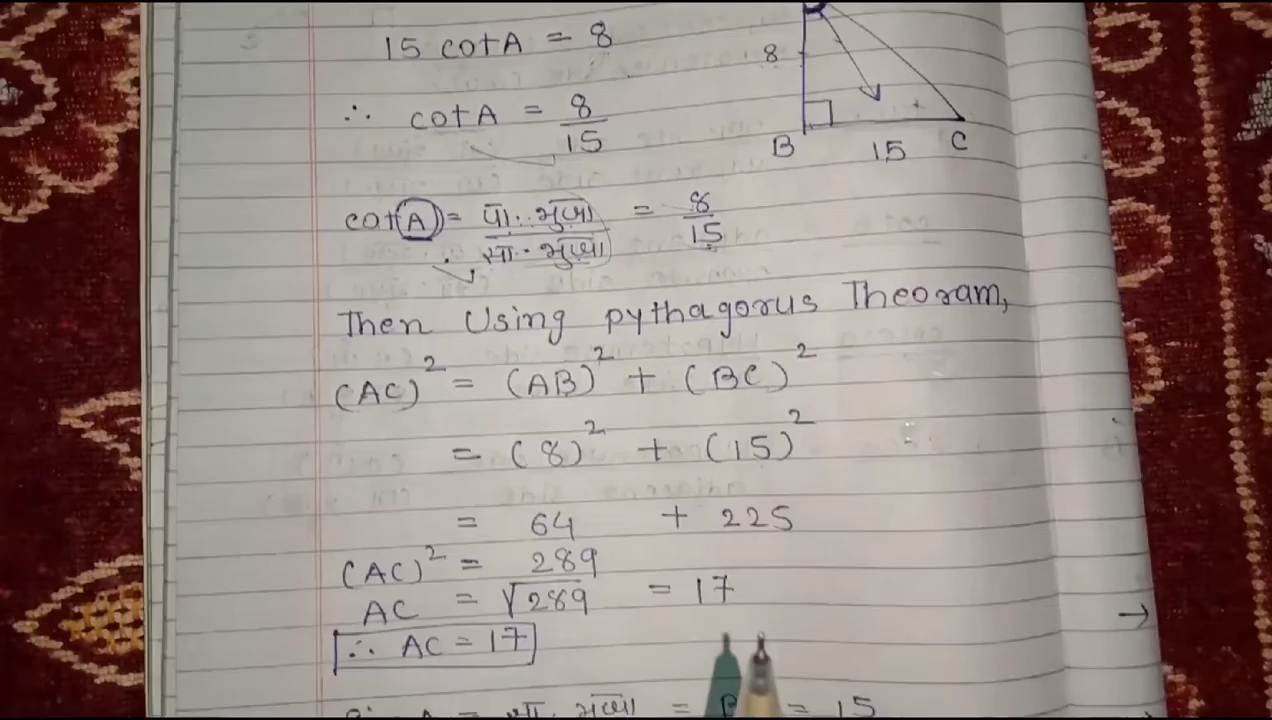 15 cotA = 8
8
∴ cotA = 8/15
B 15 C
cot(A) = पा. भुजा / सा. भुजा = 8/15
Then Using pythagorus Theoram,
(AC)² = (AB)² + (BC)²
= (8)² + (15)²
= 64 + 225
(AC)² = 289
AC = √289 = 17
∴ AC = 17
= सा. भुजा = = 15